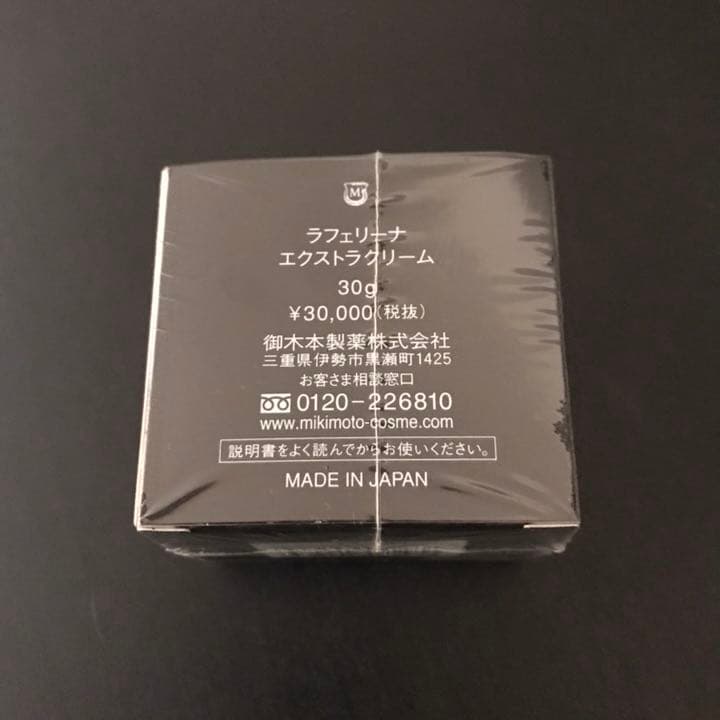 M
ラフェリーナ
エクストラクリーム
30g
¥30,000(税抜)
御木本製薬株式会社
三重県伊勢市黒瀬町1425
お客さま相談窓口
0120-226810
www.mikimoto-cosme.com
説明書をよく読んでからお使いください。
MADE IN JAPAN